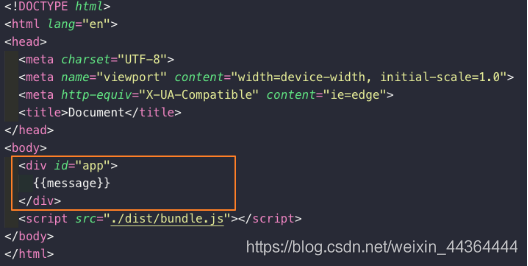 <!DOCTYPE html>
<html lang="en">
<head>
<meta charset="UTF-8">
<meta name="viewport" content="width=device-width, initial-scale=1.0">
<meta http-equiv="X-UA-Compatible" content="ie=edge">
<title>Document</title>
</head>
<body>
<div id="app">
{{message}}
</div>
<script src="./dist/bundle.js"></script>
</body>
</html>
https://blog.csdn.net/weixin_44364444